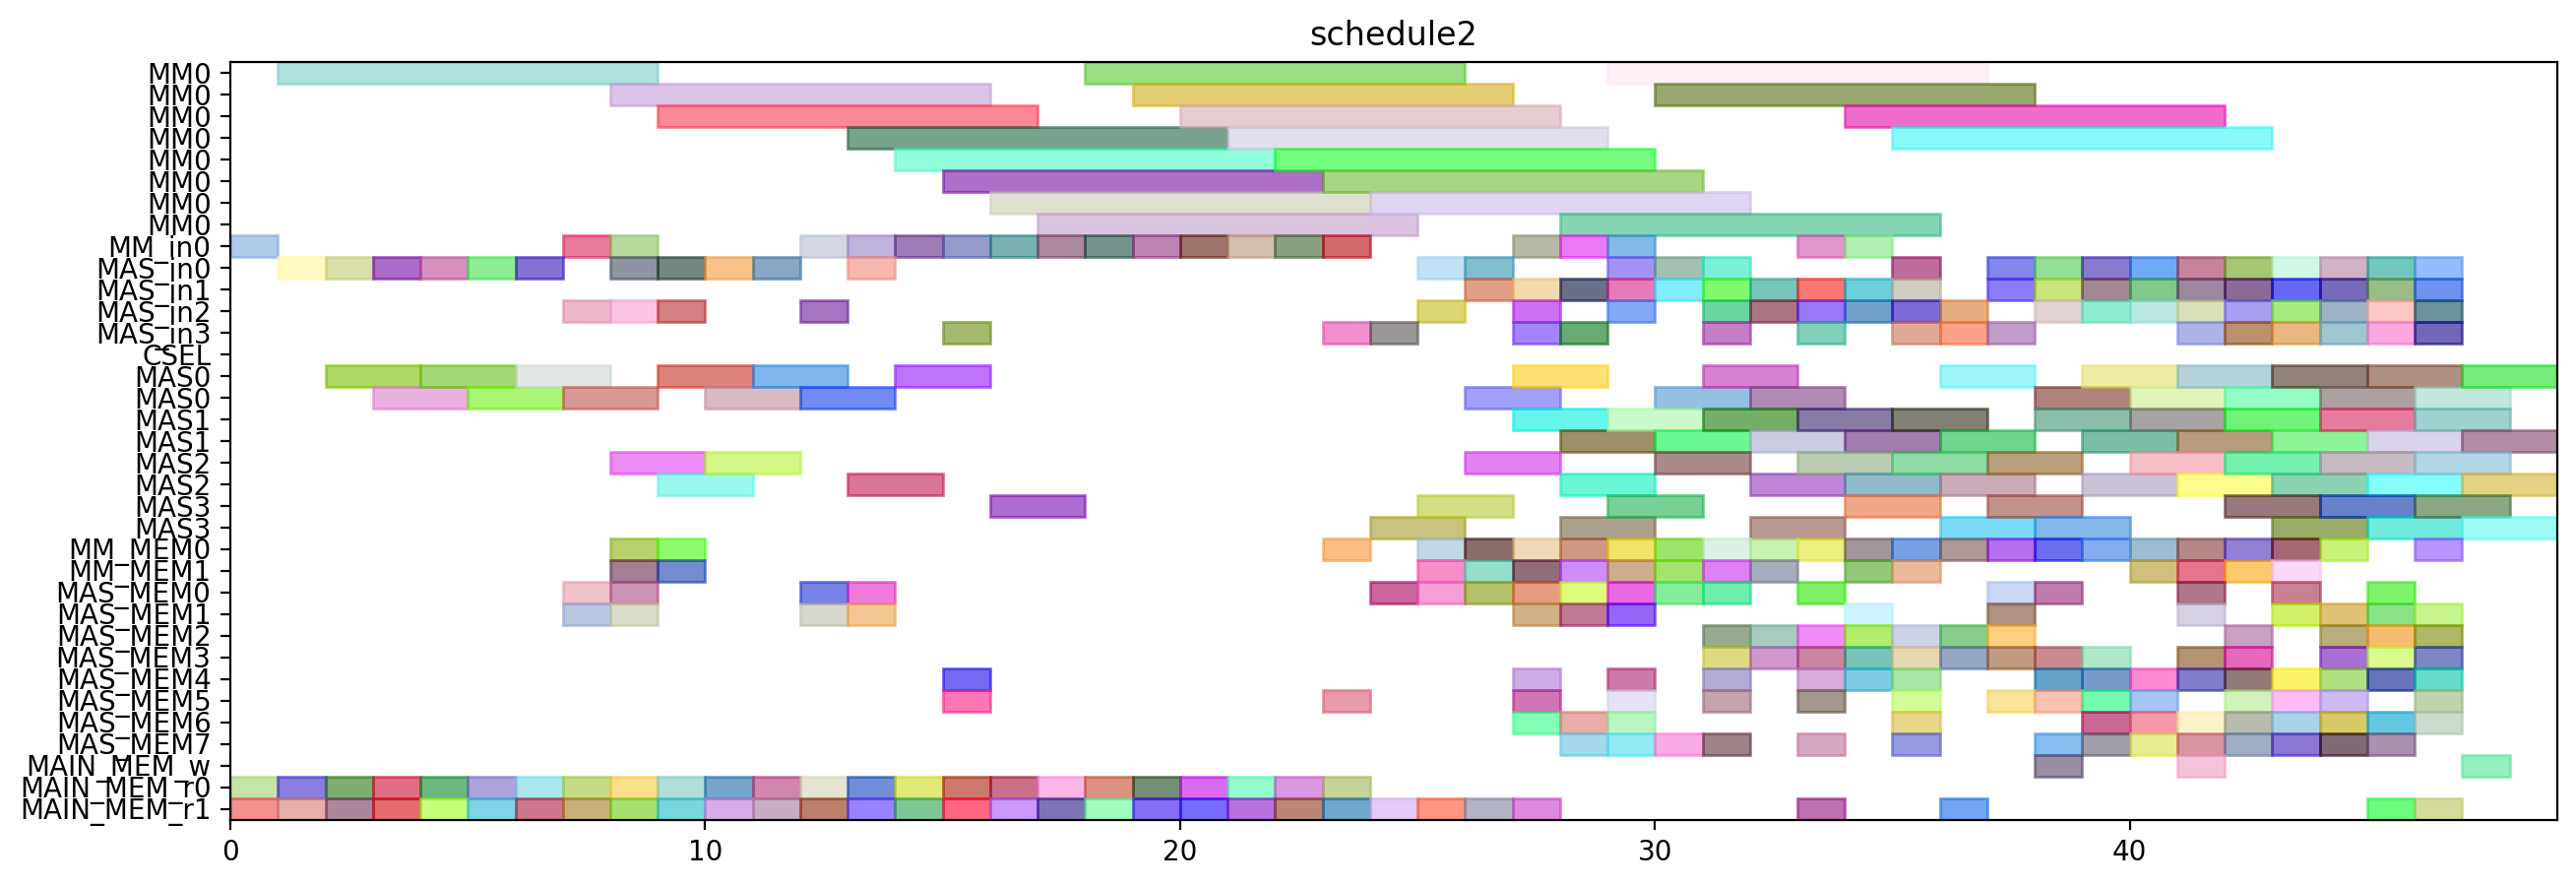 schedule2
MM0
MM0
MM0
MM0
MM0
MM0
MM0
MM0
MM_in0
MAS_in0
MAS_in1
MAS_in2
MAS_in3
CSEL
MAS0
MAS0
MAS1
MAS1
MAS2
MAS2
MAS3
MAS3
MM_MEM0
MM_MEM1
MAS_MEM0
MAS_MEM1
MAS_MEM2
MAS_MEM3
MAS_MEM4
MAS_MEM5
MAS_MEM6
MAS_MEM7
MAIN_MEM_w
MAIN_MEM_r0
MAIN_MEM_r1
0 10 20 30 40